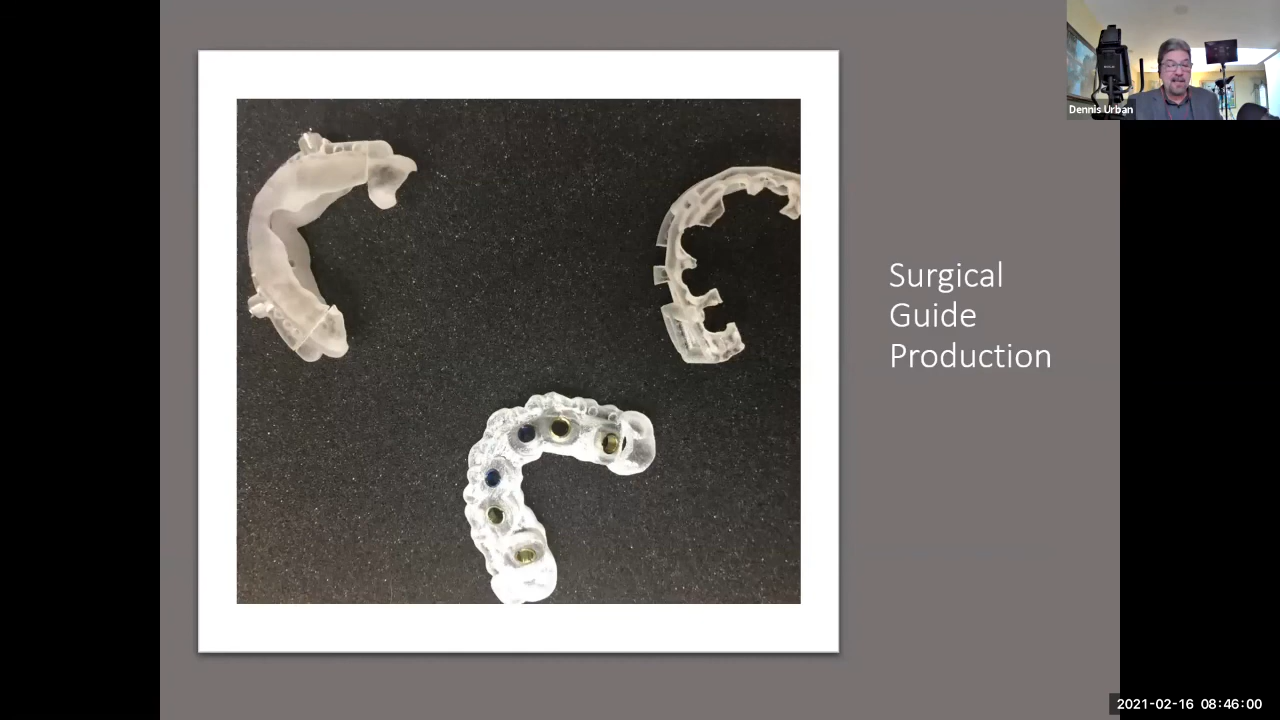 Dennis Urban
Surgical
Guide
Production
2021-02-16 08:46:00